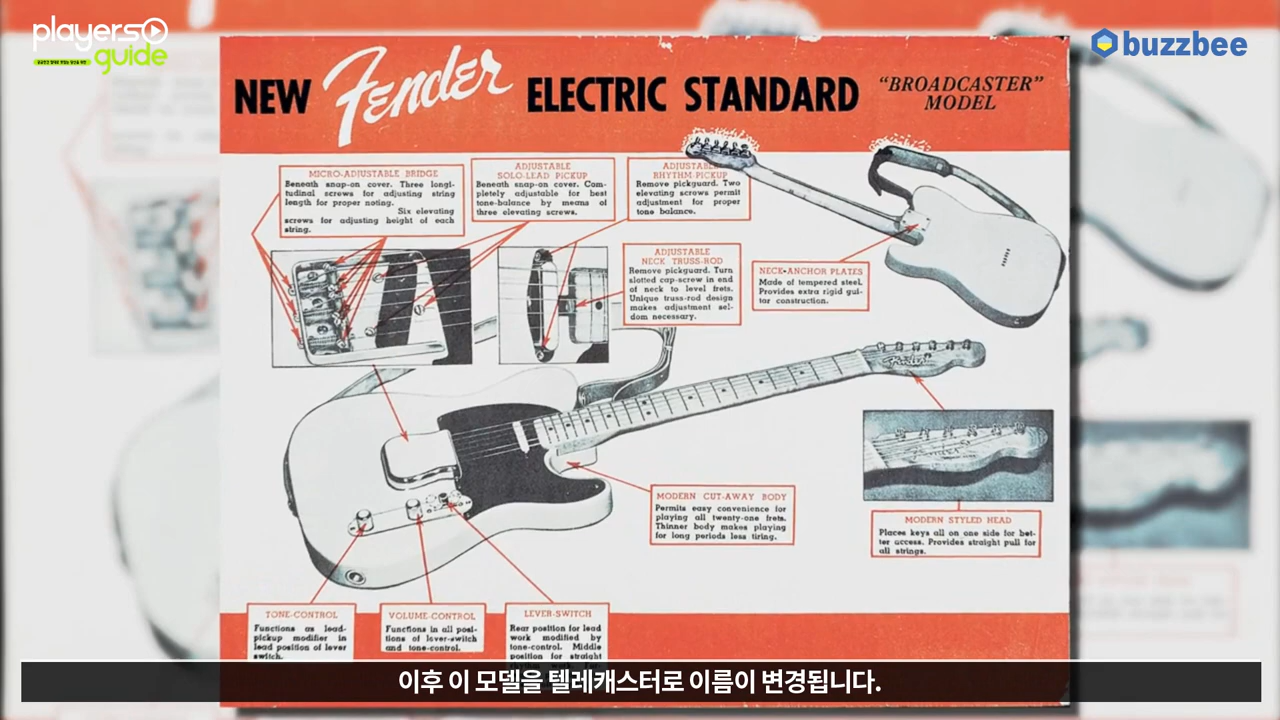 players
guide
buzzbee
NEW Fender ELECTRIC STANDARD
"BROADCASTER"
MODEL
MICRO-ADJUSTABLE BRIDGE
Beneath snap-on cover. Three longi-
tudinal screws for adjusting string
length for proper noting.
Six elevating
screws for adjusting height of each
string.
ADJUSTABLE
SOLO-LEAD PICKUP
Beneath snap-on cover. Com-
pletely adjustable for best
tone-balance by means of
three elevating screws.
ADJUSTABLE
RHYTHM-PICKUP
Remove pickguard. Two
elevating screws permit
adjustment for proper
tone balance.
ADJUSTABLE
NECK TRUSS-ROD
Remove pickguard. Turn
slotted cap-screw in end
of neck to level frets.
Unique truss-rod design
makes adjustment sel-
dom necessary.
NECK-ANCHOR PLATES
Made of tempered steel.
Provides extra rigid gui-
tar construction.
Fender
Fender
MODERN CUT-AWAY BODY
Permits easy convenience for
playing all twenty-one frets.
Thinner body makes playing
for long periods less tiring.
MODERN STYLED HEAD
Places keys all on one side for bet-
ter access. Provides straight pull for
all strings.
TONE-CONTROL
Functions as lead-
pickup modifier in
lead position of lever
switch.
VOLUME-CONTROL
Functions in all posi-
tions of lever-switch
and tone-control.
LEVER-SWITCH
Rear position for lead
work modified by
tone-control. Middle
position for straight
이후 이 모델을 텔레캐스터로 이름이 변경됩니다.